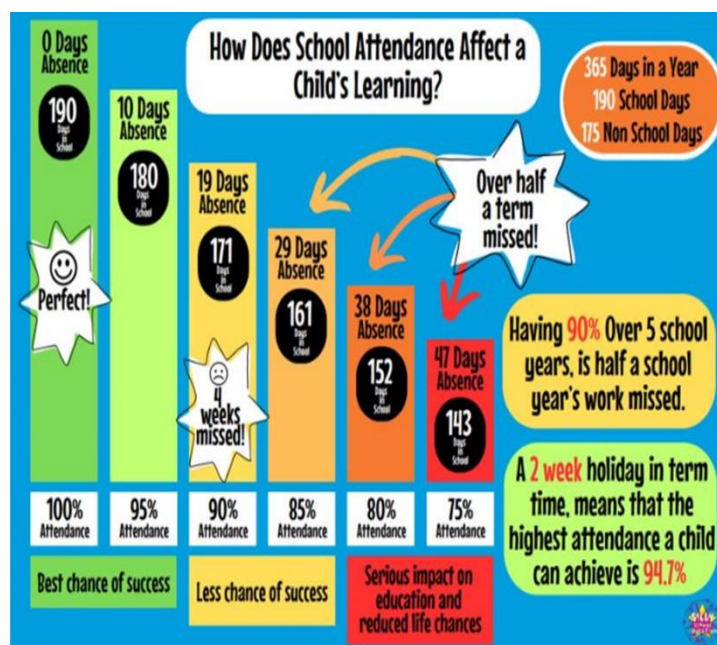 How Does School Attendance Affect a
Child's Learning?
365 Days in a Year
190 School Days
175 Non School Days
0 Days
Absence
190
Days
in
School
Perfect!
10 Days
Absence
180
Days
in
School
19 Days
Absence
171
Days
in
School
4
weeks
missed!
29 Days
Absence
161
Days
in
School
38 Days
Absence
152
Days
in
School
47 Days
Absence
143
Days
in
School
Over half
a term
missed!
Having 90% Over 5 school
years, is half a school
year's work missed.
A 2 week holiday in term
time, means that the
highest attendance a child
can achieve is 94.7%
100%
Attendance
95%
Attendance
90%
Attendance
85%
Attendance
80%
Attendance
75%
Attendance
Best chance of success
Less chance of success
Serious impact on
education and
reduced life chances